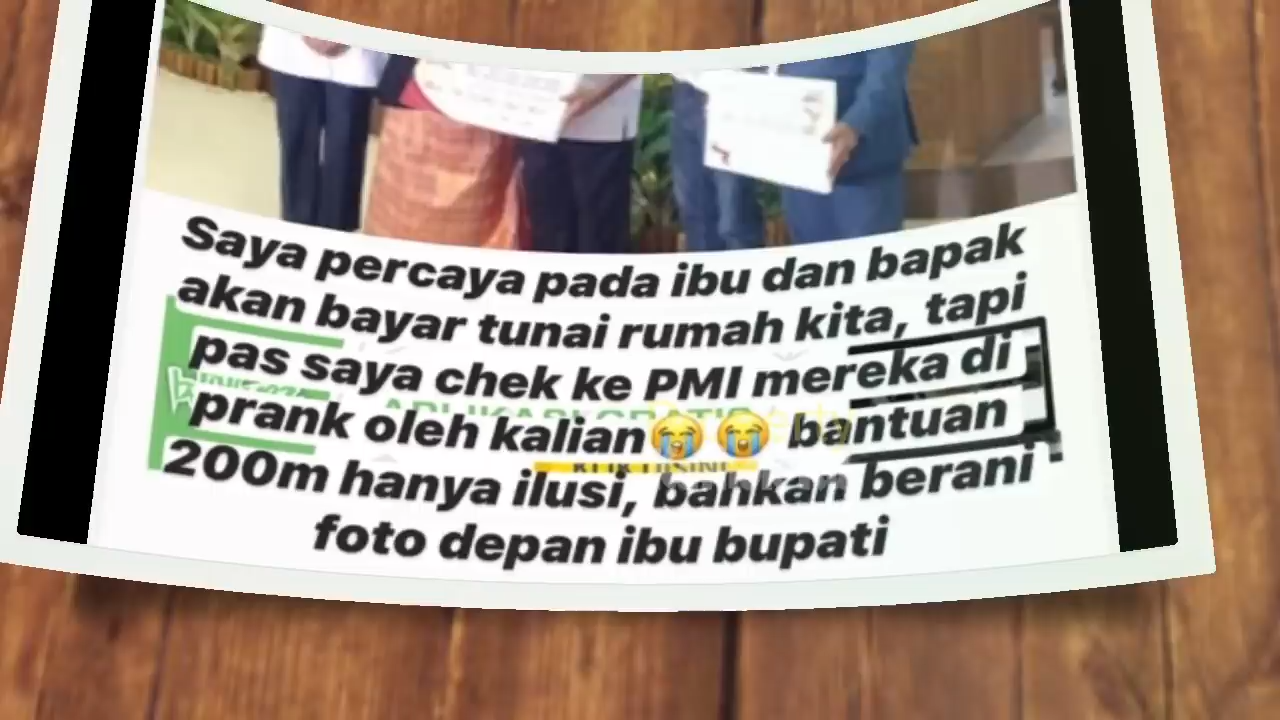 Saya percaya pada ibu dan bapak
akan bayar tunai rumah kita, tapi
pas saya chek ke PMI mereka di
prank oleh kalian😭😭 bantuan
200m hanya ilusi, bahkan berani
foto depan ibu bupati